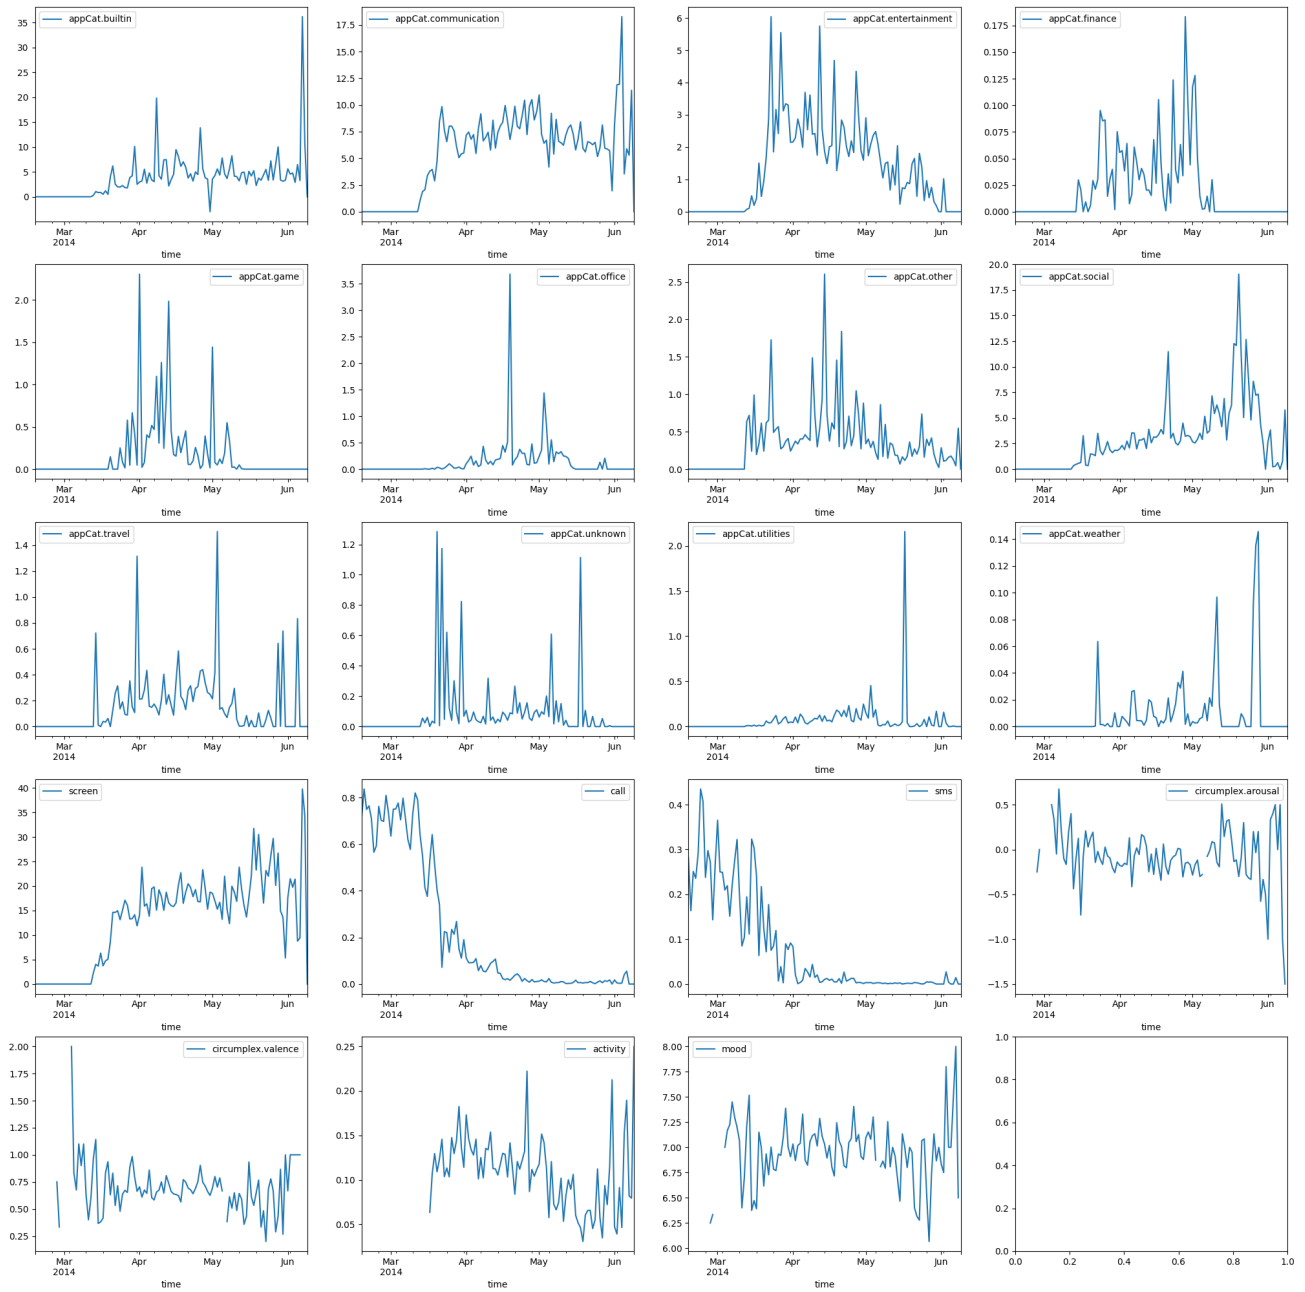 appCat.builtin
35
30
25
20
15
10
5
0
Mar Apr May Jun
2014
time
appCat.communication
17.5
15.0
12.5
10.0
7.5
5.0
2.5
0.0
Mar Apr May Jun
2014
time
appCat.entertainment
6
5
4
3
2
1
0
Mar Apr May Jun
2014
time
appCat.finance
0.175
0.150
0.125
0.100
0.075
0.050
0.025
0.000
Mar Apr May Jun
2014
time
appCat.game
2.0
1.5
1.0
0.5
0.0
Mar Apr May Jun
2014
time
appCat.office
3.5
3.0
2.5
2.0
1.5
1.0
0.5
0.0
Mar Apr May Jun
2014
time
appCat.other
2.5
2.0
1.5
1.0
0.5
0.0
Mar Apr May Jun
2014
time
appCat.social
20.0
17.5
15.0
12.5
10.0
7.5
5.0
2.5
0.0
Mar Apr May Jun
2014
time
appCat.travel
1.4
1.2
1.0
0.8
0.6
0.4
0.2
0.0
Mar Apr May Jun
2014
time
appCat.unknown
1.2
1.0
0.8
0.6
0.4
0.2
0.0
Mar Apr May Jun
2014
time
appCat.utilities
2.0
1.5
1.0
0.5
0.0
Mar Apr May Jun
2014
time
appCat.weather
0.14
0.12
0.10
0.08
0.06
0.04
0.02
0.00
Mar Apr May Jun
2014
time
screen
40
35
30
25
20
15
10
5
0
Mar Apr May Jun
2014
time
call
0.8
0.6
0.4
0.2
0.0
Mar Apr May Jun
2014
time
sms
0.4
0.3
0.2
0.1
0.0
Mar Apr May Jun
2014
time
circumplex.arousal
0.5
0.0
−0.5
−1.0
−1.5
Mar Apr May Jun
2014
time
circumplex.valence
2.00
1.75
1.50
1.25
1.00
0.75
0.50
0.25
Mar Apr May Jun
2014
time
activity
0.25
0.20
0.15
0.10
0.05
Mar Apr May Jun
2014
time
mood
8.00
7.75
7.50
7.25
7.00
6.75
6.50
6.25
6.00
Mar Apr May Jun
2014
time
1.0
0.8
0.6
0.4
0.2
0.0
0.0 0.2 0.4 0.6 0.8 1.0